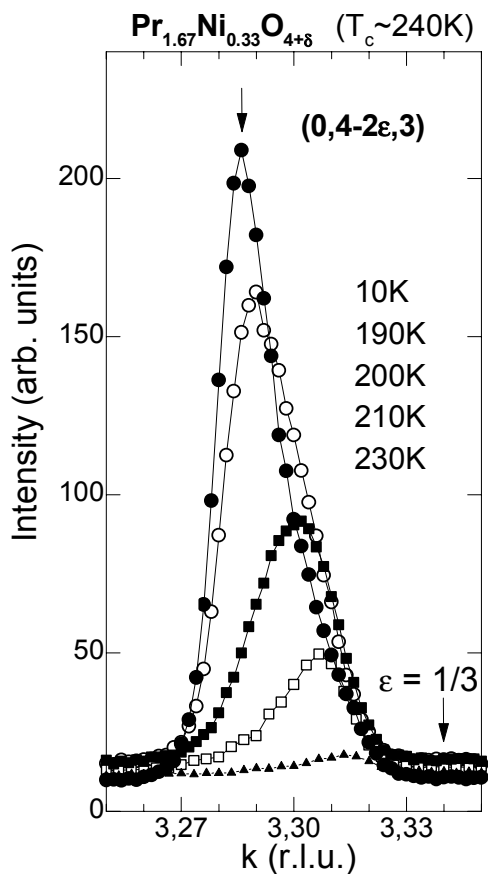 Pr₁.₆₇Ni₀.₃₃O₄₊δ (T_c~240K)
(0,4-2ε,3)
200
150
100
50
0
Intensity (arb. units)
10K
190K
200K
210K
230K
ε = 1/3
3,27 3,30 3,33
k (r.l.u.)